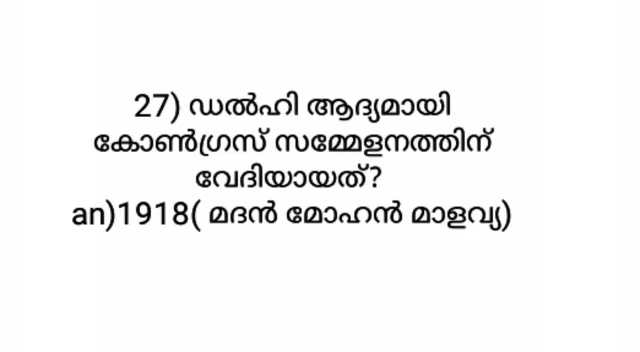 27) ഡൽഹി ആദ്യമായി
കോൺഗ്രസ് സമ്മേളനത്തിന്
വേദിയായത്?
an)1918( മദൻ മോഹൻ മാളവ്യ)